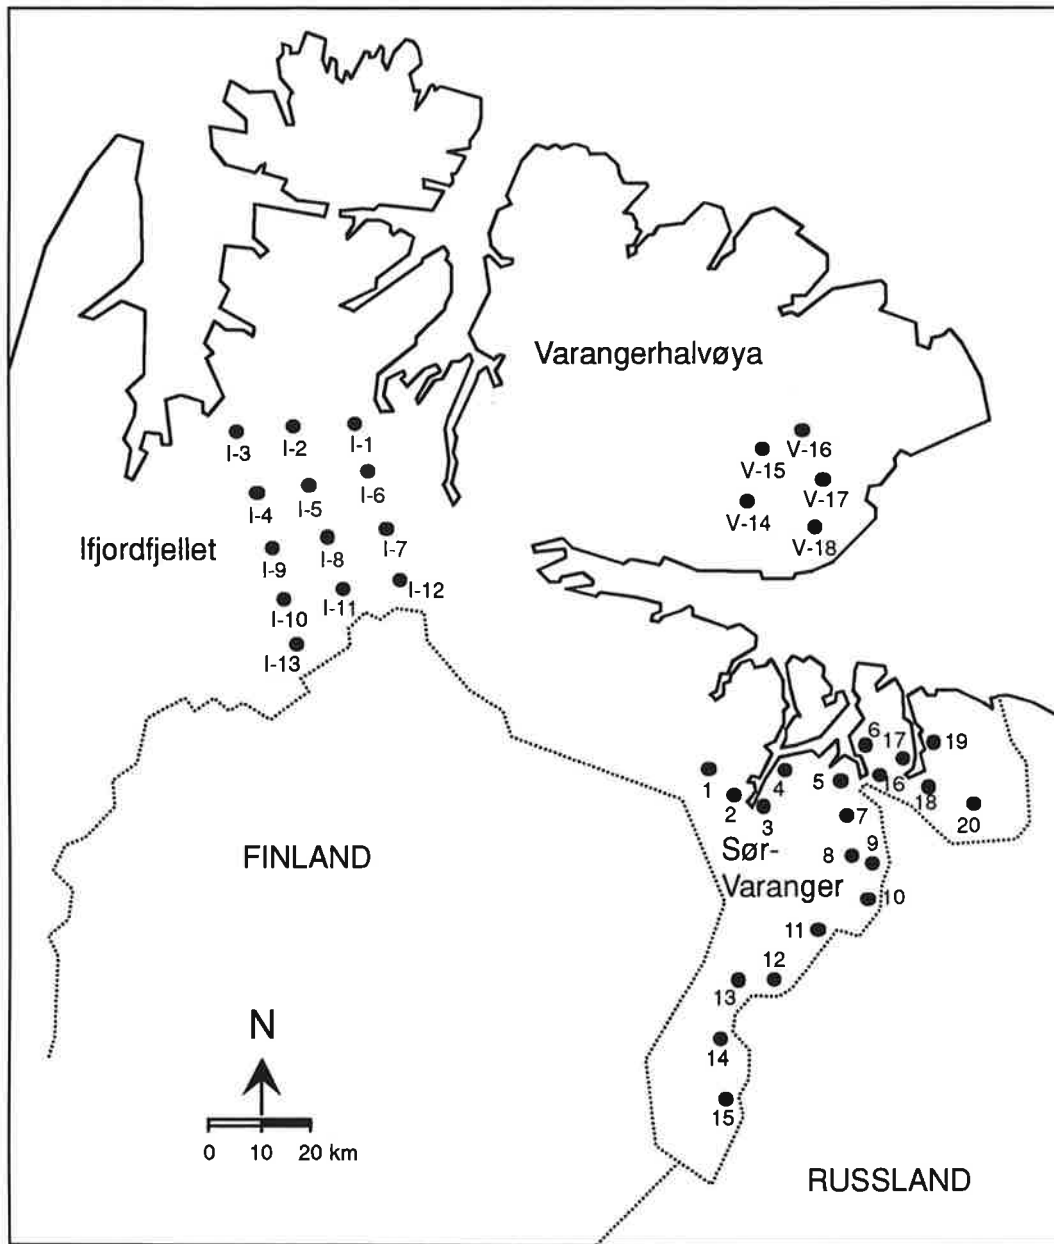 Varangerhalvøya
I-3
I-2
I-1
V-16
V-15
I-6
I-4
I-5
V-17
V-14
I-7
V-18
Ifjordfjellet
I-9
I-8
I-12
I-10
I-11
I-13
6
17
19
1
4
5
16
2
3
18
20
7
Sør-
Varanger
8
9
FINLAND
10
11
12
13
N
14
15
0 10 20 km
RUSSLAND